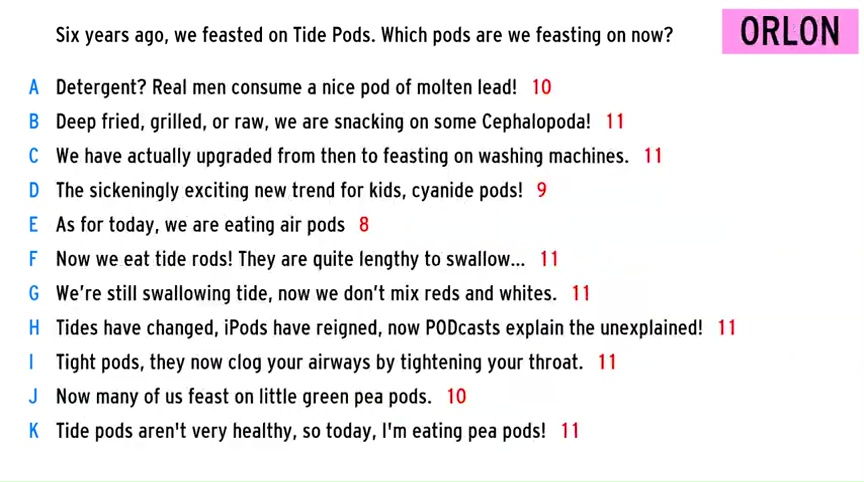 Six years ago, we feasted on Tide Pods. Which pods are we feasting on now?
ORLON
A Detergent? Real men consume a nice pod of molten lead! 10
B Deep fried, grilled, or raw, we are snacking on some Cephalopoda! 11
C We have actually upgraded from then to feasting on washing machines. 11
D The sickeningly exciting new trend for kids, cyanide pods! 9
E As for today, we are eating air pods 8
F Now we eat tide rods! They are quite lengthy to swallow... 11
G We're still swallowing tide, now we don't mix reds and whites. 11
H Tides have changed, iPods have reigned, now PODcasts explain the unexplained! 11
I Tight pods, they now clog your airways by tightening your throat. 11
J Now many of us feast on little green pea pods. 10
K Tide pods aren't very healthy, so today, I'm eating pea pods! 11